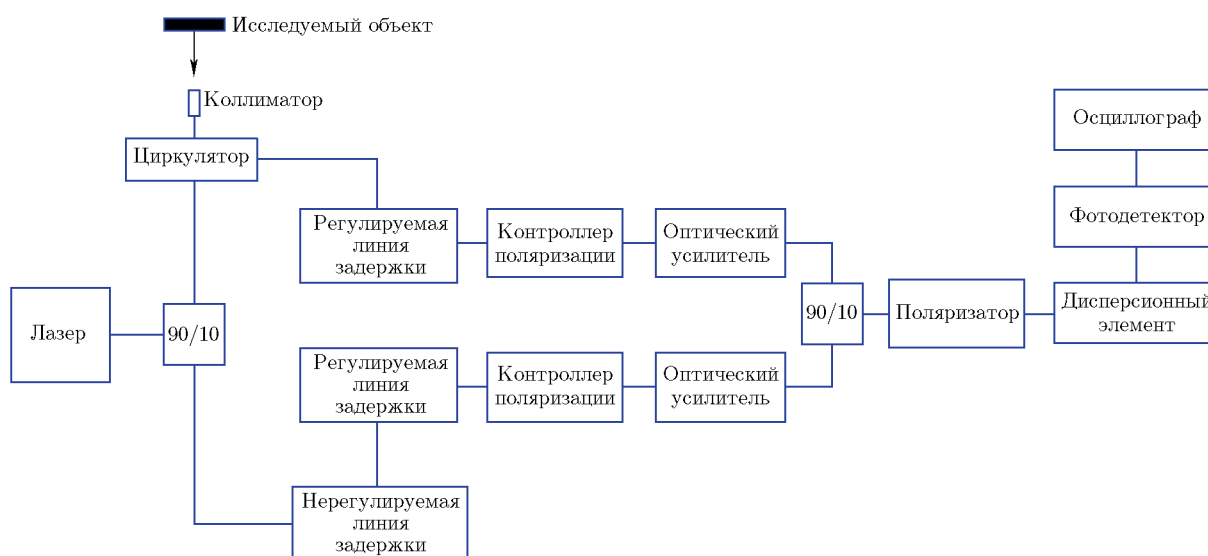 Исследуемый объект
Коллиматор
Циркулятор
Осциллограф
Фотодетектор
Регулируемая
линия
задержки
Контроллер
поляризации
Оптический
усилитель
Лазер
90/10
90/10
Поляризатор
Дисперсионный
элемент
Регулируемая
линия
задержки
Контроллер
поляризации
Оптический
усилитель
Нерегулируемая
линия
задержки